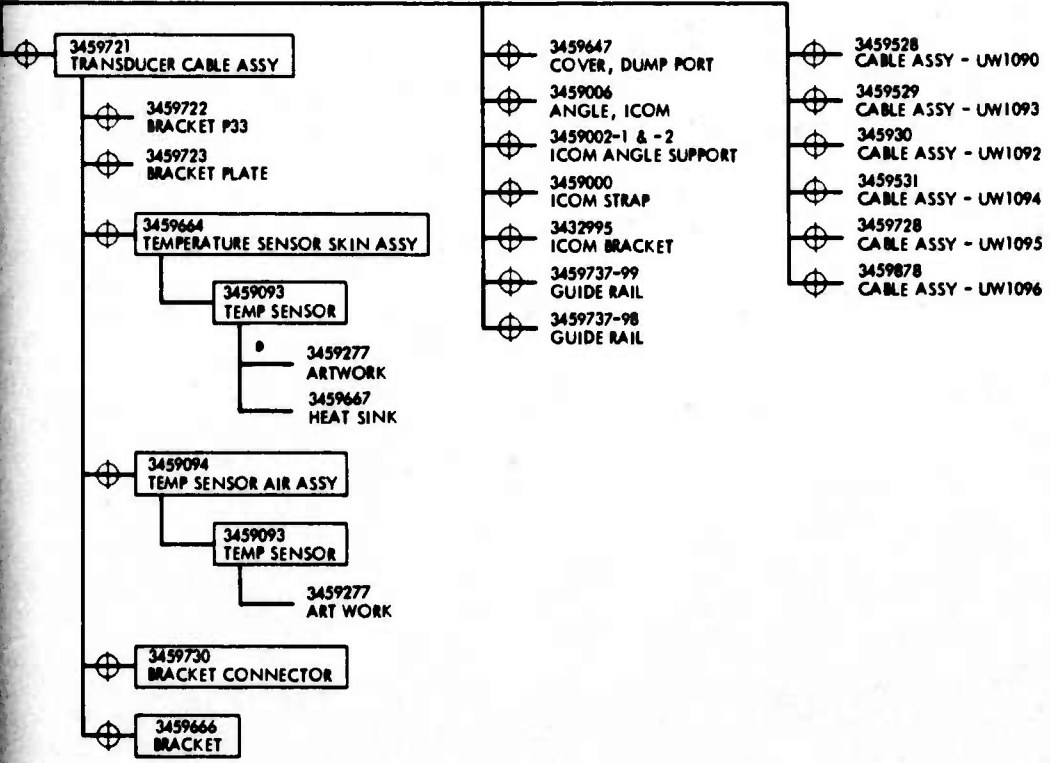 3459721
TRANSDUCER CABLE ASSY
3459722
BRACKET P33
3459723
BRACKET PLATE
3459664
TEMPERATURE SENSOR SKIN ASSY
3459093
TEMP SENSOR
3459277
ARTWORK
3459667
HEAT SINK
3459094
TEMP SENSOR AIR ASSY
3459093
TEMP SENSOR
3459277
ART WORK
3459730
BRACKET CONNECTOR
3459666
BRACKET
3459647
COVER, DUMP PORT
3459006
ANGLE, ICOM
3459002-1 & -2
ICOM ANGLE SUPPORT
3459000
ICOM STRAP
3432995
ICOM BRACKET
3459737-99
GUIDE RAIL
3459737-98
GUIDE RAIL
3459528
CABLE ASSY - UW1090
3459529
CABLE ASSY - UW1093
345930
CABLE ASSY - UW1092
3459531
CABLE ASSY - UW1094
3459728
CABLE ASSY - UW1095
3459878
CABLE ASSY - UW1096